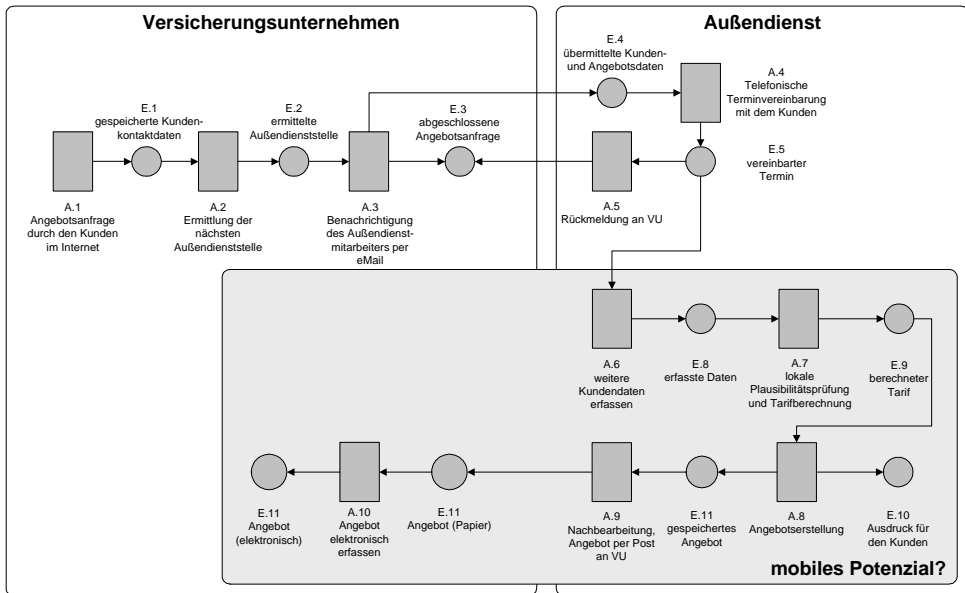 Versicherungsunternehmen
Außendienst
E.1
gespeicherte Kunden-
kontaktdaten
E.2
ermittelte
Außendienststelle
E.3
abgeschlossene
Angebotsanfrage
E.4
übermittelte Kunden-
und Angebotsdaten
A.4
Telefonische
Terminvereinbarung
mit dem Kunden
E.5
vereinbarter
Termin
A.1
Angebotsanfrage
durch den Kunden
im Internet
A.2
Ermittlung der
nächsten
Außendienststelle
A.3
Benachrichtigung
des Außendienst-
mitarbeiters per
eMail
A.5
Rückmeldung an VU
A.6
weitere
Kundendaten
erfassen
E.8
erfasste Daten
A.7
lokale
Plausibilitätsprüfung
und Tarifberechnung
E.9
berechneter
Tarif
E.11
Angebot
(elektronisch)
A.10
Angebot
elektronisch
erfassen
E.11
Angebot (Papier)
A.9
Nachbearbeitung,
Angebot per Post
an VU
E.11
gespeichertes
Angebot
A.8
Angebotserstellung
E.10
Ausdruck für
den Kunden
mobiles Potenzial?